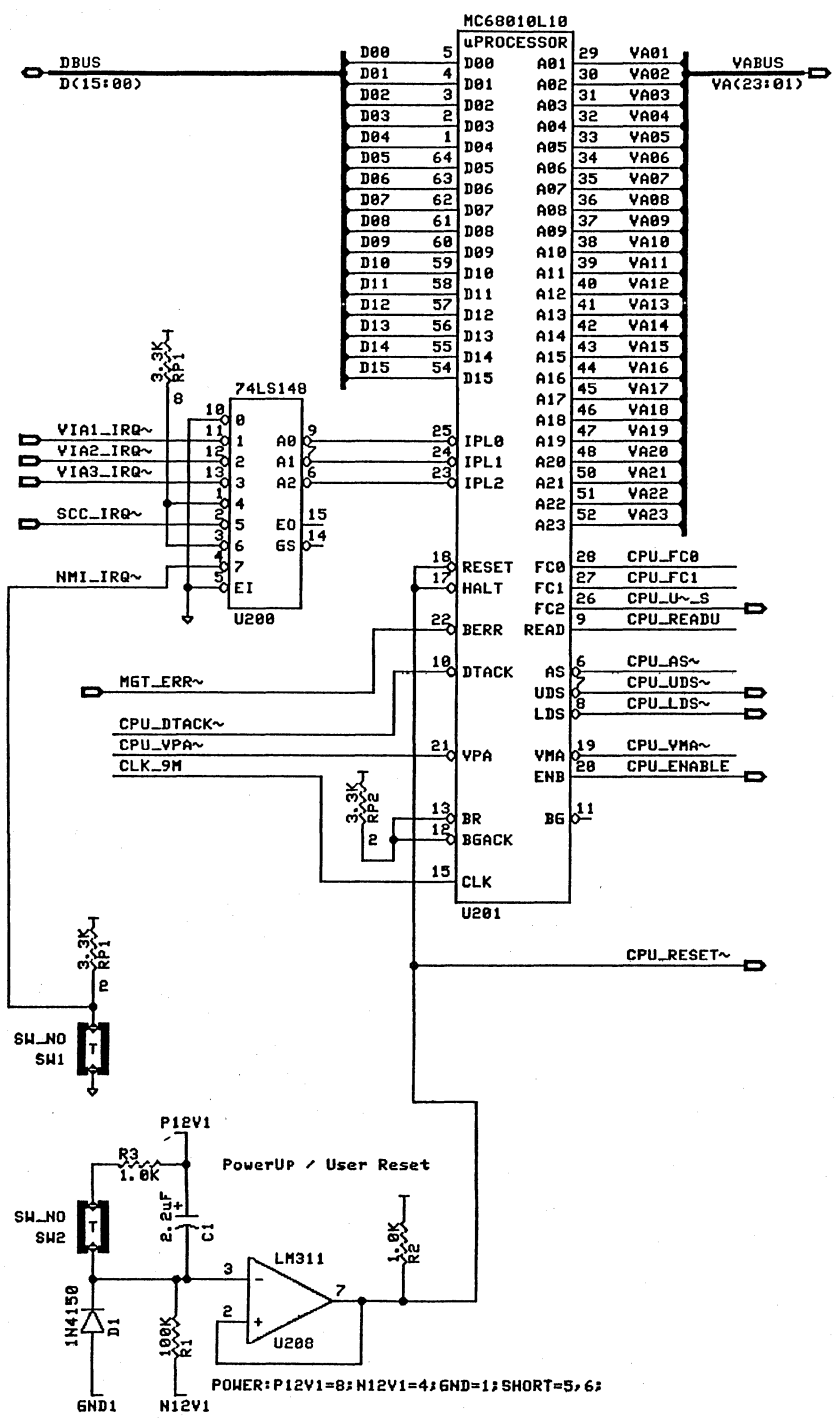 MC68010L10
uPROCESSOR
DBUS
D(15:00)
VABUS
VA(23:01)
D00 5 D00 A01 29 VA01
D01 4 D01 A02 30 VA02
D02 3 D02 A03 31 VA03
D03 2 D03 A04 32 VA04
D04 1 D04 A05 33 VA05
D05 64 D05 A06 34 VA06
D06 63 D06 A07 35 VA07
D07 62 D07 A08 36 VA08
D08 61 D08 A09 37 VA09
D09 60 D09 A10 38 VA10
D10 59 D10 A11 39 VA11
D11 58 D11 A12 40 VA12
D12 57 D12 A13 41 VA13
D13 56 D13 A14 42 VA14
D14 55 D14 A15 43 VA15
D15 54 D15 A16 44 VA16
A17 45 VA17
A18 46 VA18
A19 47 VA19
A20 48 VA20
A21 50 VA21
A22 51 VA22
A23 52 VA23
3.3K
RP1
8
74LS148
10 0
VIA1_IRQ~ 11 1 A0 9 25 IPL0
VIA2_IRQ~ 12 2 A1 7 24 IPL1
VIA3_IRQ~ 13 3 A2 6 23 IPL2
1 4
SCC_IRQ~ 2 5 EO 15
3 6 GS 14
4 7
NMI_IRQ~ 5 EI
U200
18 RESET FC0 28 CPU_FC0
17 HALT FC1 27 CPU_FC1
FC2 26 CPU_U~_S
22 BERR READ 9 CPU_READU
MGT_ERR~
10 DTACK AS 6 CPU_AS~
UDS 7 CPU_UDS~
LDS 8 CPU_LDS~
CPU_DTACK~
CPU_VPA~ 21 VPA VMA 19 CPU_VMA~
CLK_9M ENB 20 CPU_ENABLE
3.3K
RP2
2
13 BR BG 11
12 BGACK
15 CLK
U201
CPU_RESET~
3.3K
RP1
2
SW_NO
SW1
T
P12V1
R3
1.0K
PowerUp / User Reset
SW_NO
SW2
T
2.2uF
+
C1
1.0K
R2
LM311
3 -
7
2 +
U208
1N4150
D1
100K
R1
POWER:P12V1=8;N12V1=4;GND=1;SHORT=5,6;
GND1
N12V1